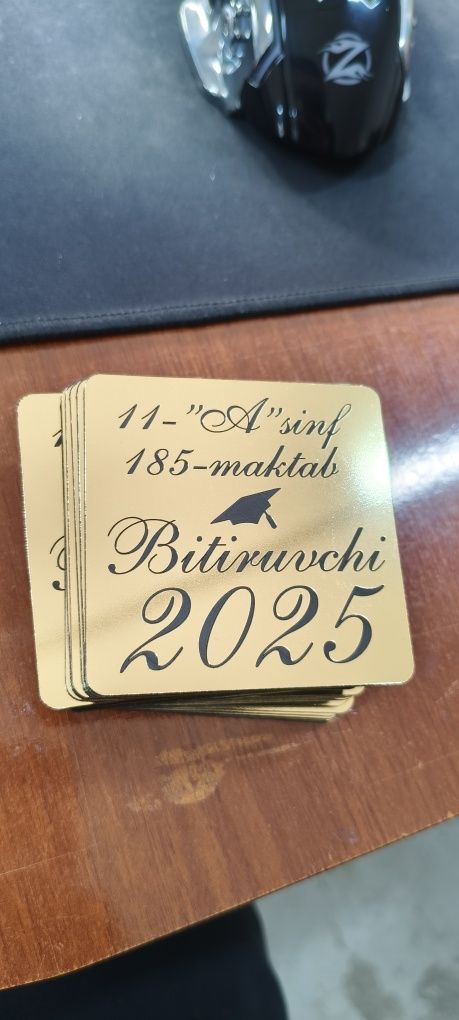 11-"A"sinf
185-maktab
Bitiruvchi
2025